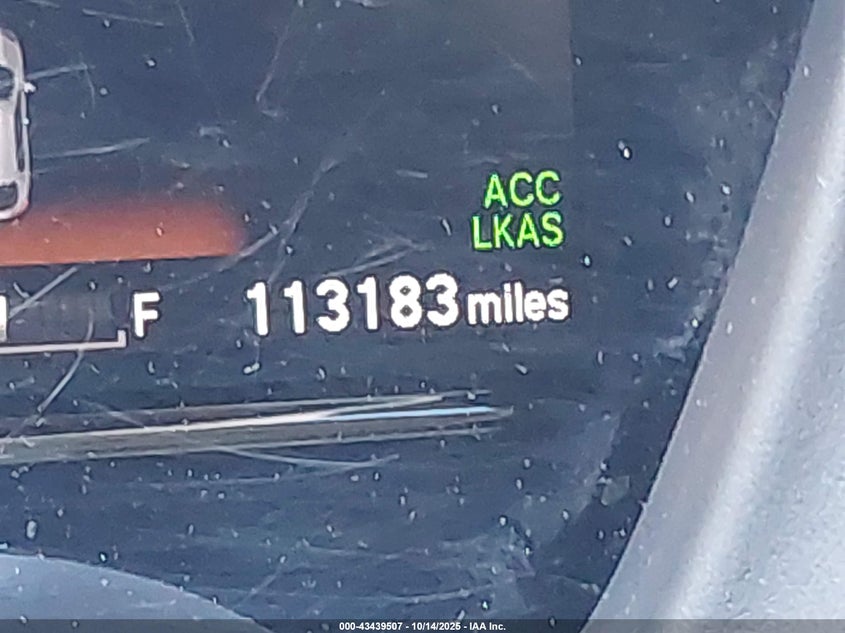 ACC
LKAS
F
113183 miles
000-43439507 - 10/14/2025 - IAA Inc.